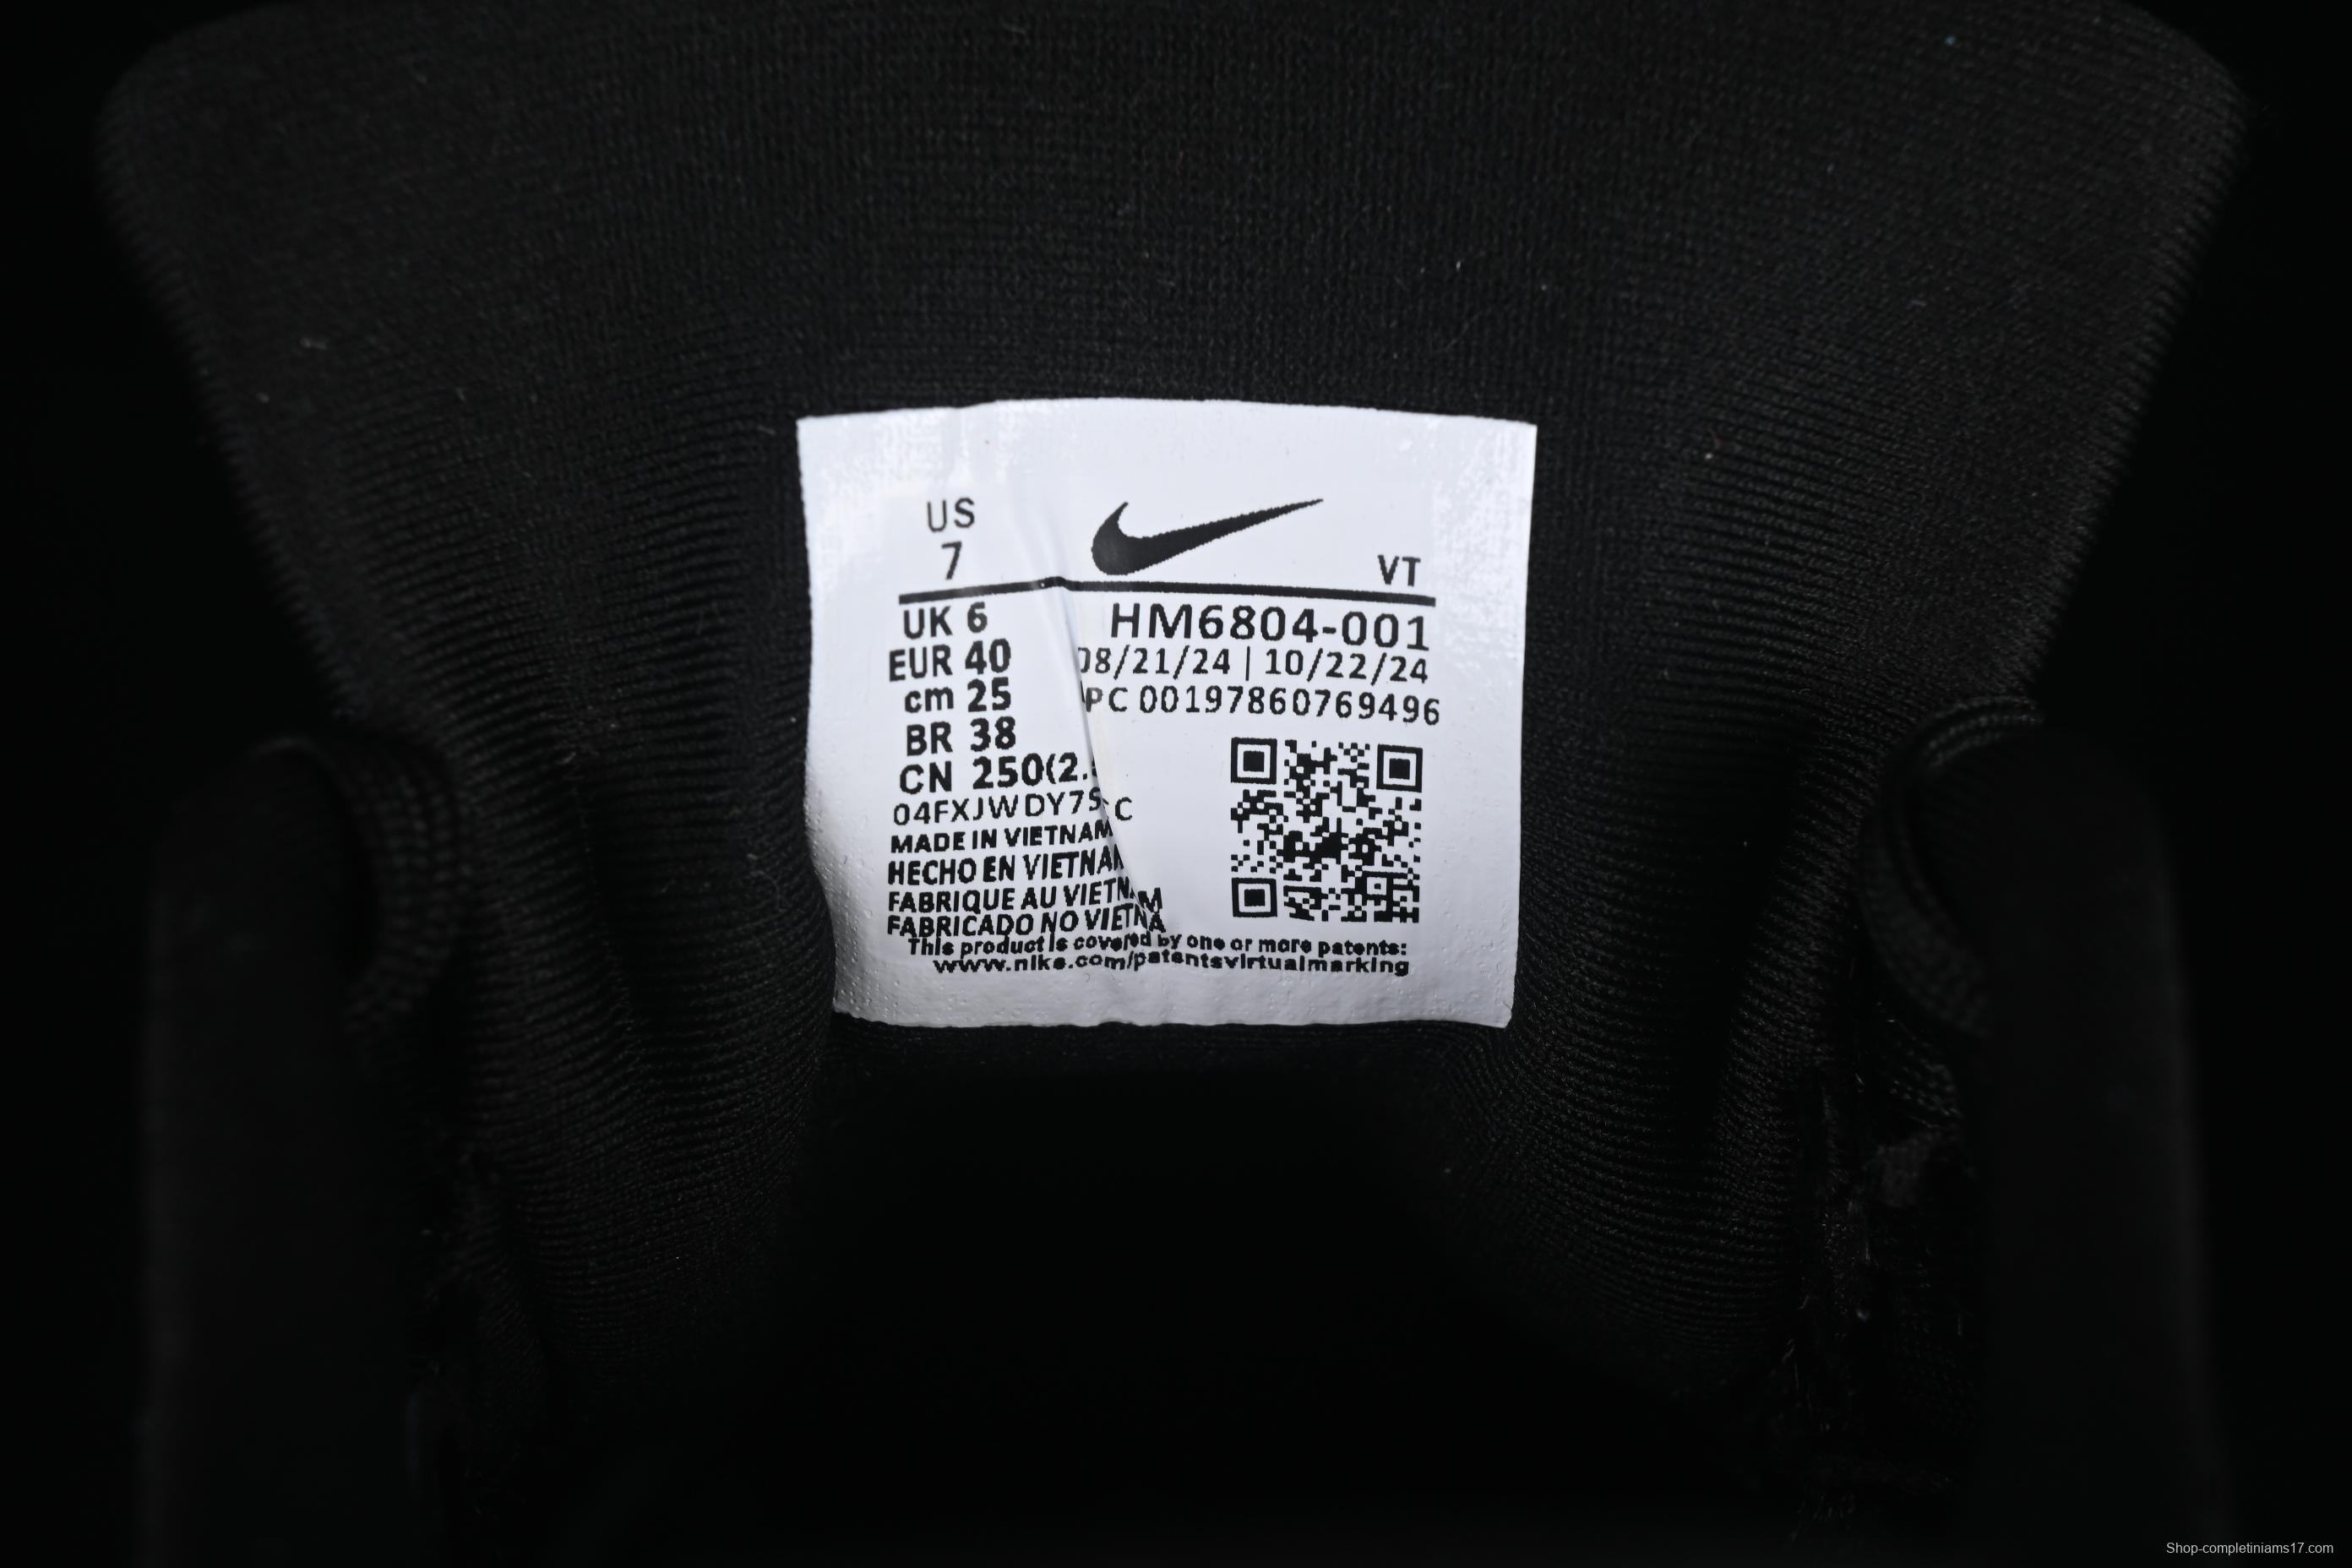 US
7
VT
UK 6
EUR 40
cm 25
BR 38
CN 250(2.
HM6804-001
08/21/24 | 10/22/24
PC 00197860769496
04FXJWDY7S C
MADE IN VIETNAM
HECHO EN VIETNAM
FABRIQUE AU VIETNAM
FABRICADO NO VIETNA
This product is covered by one or more patents:
www.nike.com/patentsvirtualmarking
Shop-completiniams17.com